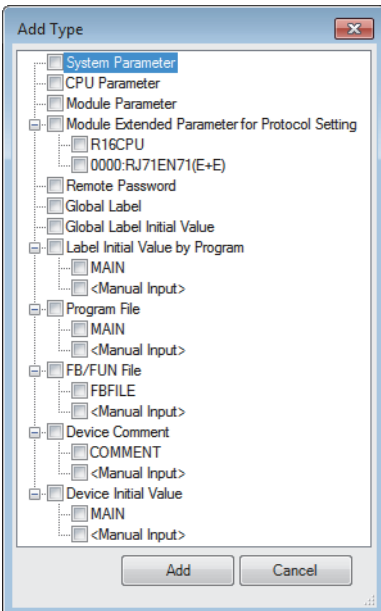 Add Type
System Parameter
CPU Parameter
Module Parameter
Module Extended Parameter for Protocol Setting
R16CPU
0000:RJ71EN71(E+E)
Remote Password
Global Label
Global Label Initial Value
Label Initial Value by Program
MAIN
<Manual Input>
Program File
MAIN
<Manual Input>
FB/FUN File
FBFILE
<Manual Input>
Device Comment
COMMENT
<Manual Input>
Device Initial Value
MAIN
<Manual Input>
Add Cancel